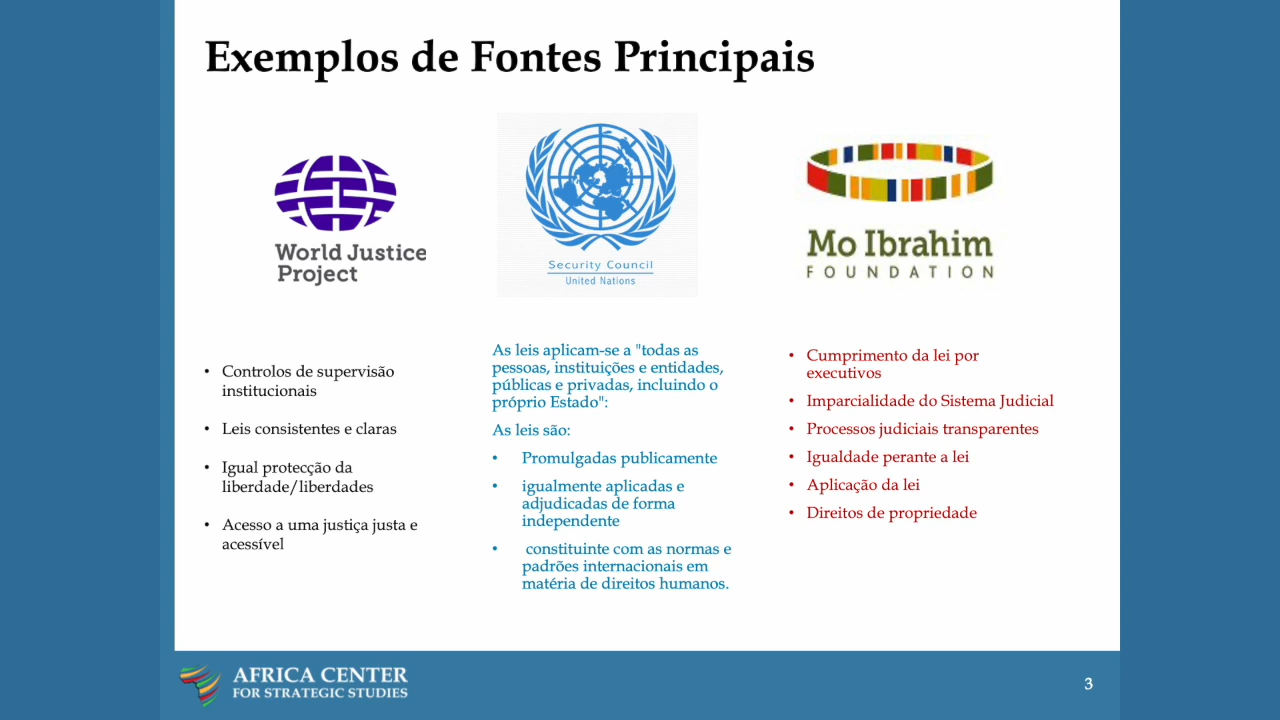 Exemplos de Fontes Principais
World Justice
Project
Security Council
United Nations
Mo Ibrahim
FOUNDATION
• Controlos de supervisão
institucionais
• Leis consistentes e claras
• Igual protecção da
liberdade/liberdades
• Acesso a uma justiça justa e
acessível
As leis aplicam-se a "todas as
pessoas, instituições e entidades,
públicas e privadas, incluindo o
próprio Estado":
As leis são:
• Promulgadas publicamente
• igualmente aplicadas e
adjudicadas de forma
independente
• constituinte com as normas e
padrões internacionais em
matéria de direitos humanos.
• Cumprimento da lei por
executivos
• Imparcialidade do Sistema Judicial
• Processos judiciais transparentes
• Igualdade perante a lei
• Aplicação da lei
• Direitos de propriedade
AFRICA CENTER
FOR STRATEGIC STUDIES
3